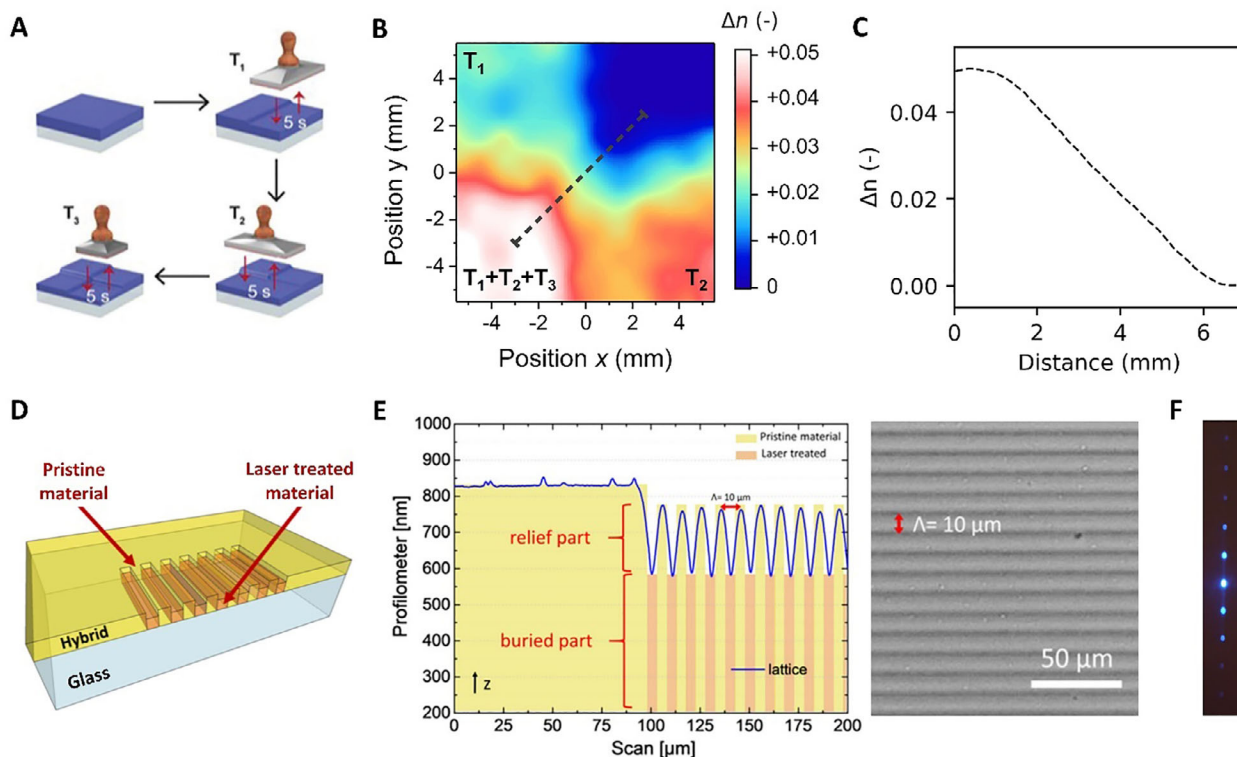 A
T1
5 s
T3
T2
5 s
5 s
B
Δn (-)
T1
T1+T2+T3
T2
+0.05
+0.04
+0.03
+0.02
+0.01
0
Position y (mm)
4
2
0
-2
-4
-4 -2 0 2 4
Position x (mm)
C
Δn (-)
0.04
0.02
0.00
0 2 4 6
Distance (mm)
D
Pristine
material
Laser treated
material
Hybrid
Glass
E
Profilometer [nm]
1000
900
800
700
600
500
400
300
200
Pristine material
Laser treated
Λ= 10 μm
relief part
buried part
lattice
z
0 25 50 75 100 125 150 175 200
Scan [μm]
Λ= 10 μm
50 μm
F